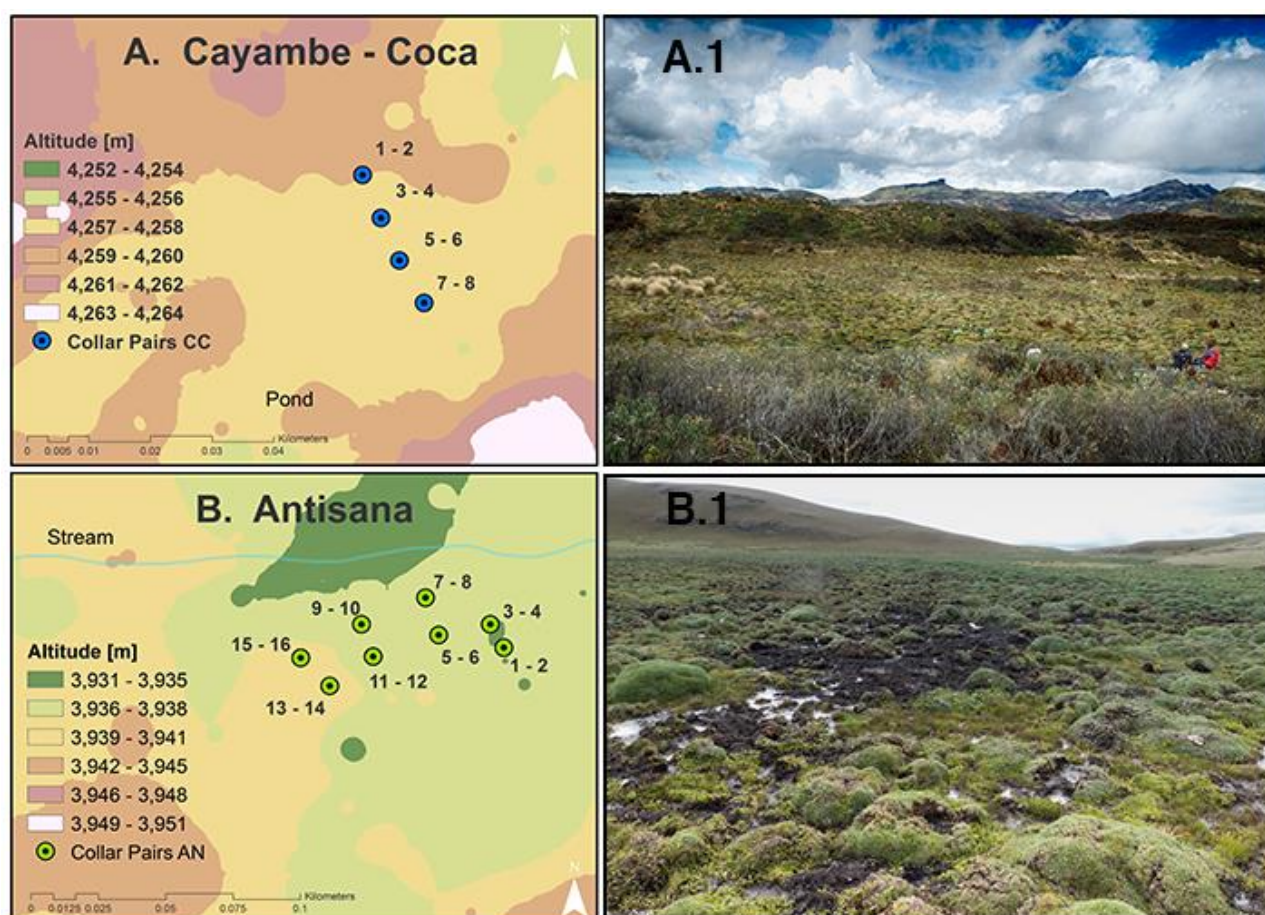 A. Cayambe - Coca
N
Altitude [m]
4,252 - 4,254
4,255 - 4,256
4,257 - 4,258
4,259 - 4,260
4,261 - 4,262
4,263 - 4,264
Collar Pairs CC
1 - 2
3 - 4
5 - 6
7 - 8
Pond
Kilometers
0 0.005 0.01 0.02 0.03 0.04
A.1
B. Antisana
Stream
7 - 8
9 - 10
3 - 4
15 - 16
5 - 6
1 - 2
11 - 12
13 - 14
Altitude [m]
3,931 - 3,935
3,936 - 3,938
3,939 - 3,941
3,942 - 3,945
3,946 - 3,948
3,949 - 3,951
Collar Pairs AN
N
Kilometers
0 0.0125 0.025 0.05 0.075 0.1
B.1